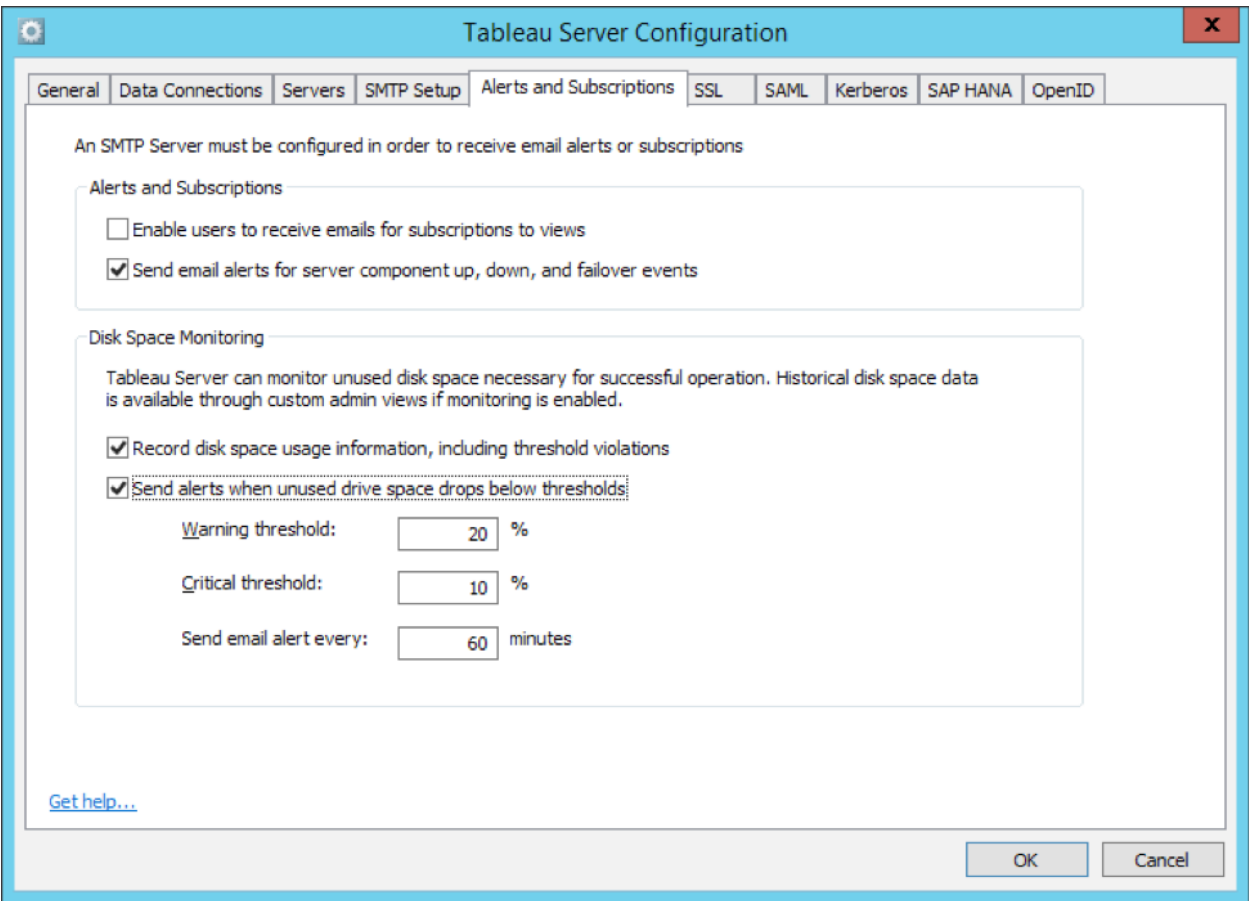 Tableau Server Configuration
x
General Data Connections Servers SMTP Setup Alerts and Subscriptions SSL SAML Kerberos SAP HANA OpenID
An SMTP Server must be configured in order to receive email alerts or subscriptions
Alerts and Subscriptions
Enable users to receive emails for subscriptions to views
Send email alerts for server component up, down, and failover events
Disk Space Monitoring
Tableau Server can monitor unused disk space necessary for successful operation. Historical disk space data
is available through custom admin views if monitoring is enabled.
Record disk space usage information, including threshold violations
Send alerts when unused drive space drops below thresholds
Warning threshold: 20 %
Critical threshold: 10 %
Send email alert every: 60 minutes
Get help...
OK Cancel